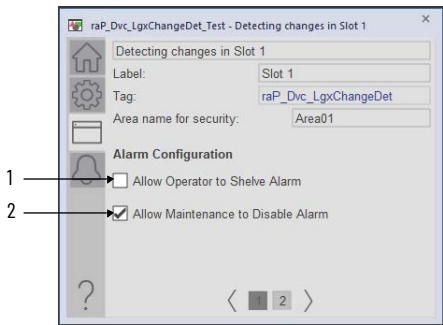 raP_Dvc_LgxChangeDet_Test - Detecting changes in Slot 1
Detecting changes in Slot 1
Label: Slot 1
Tag: raP_Dvc_LgxChangeDet
Area name for security: Area01
Alarm Configuration
1 Allow Operator to Shelve Alarm
2 Allow Maintenance to Disable Alarm
? 1 2